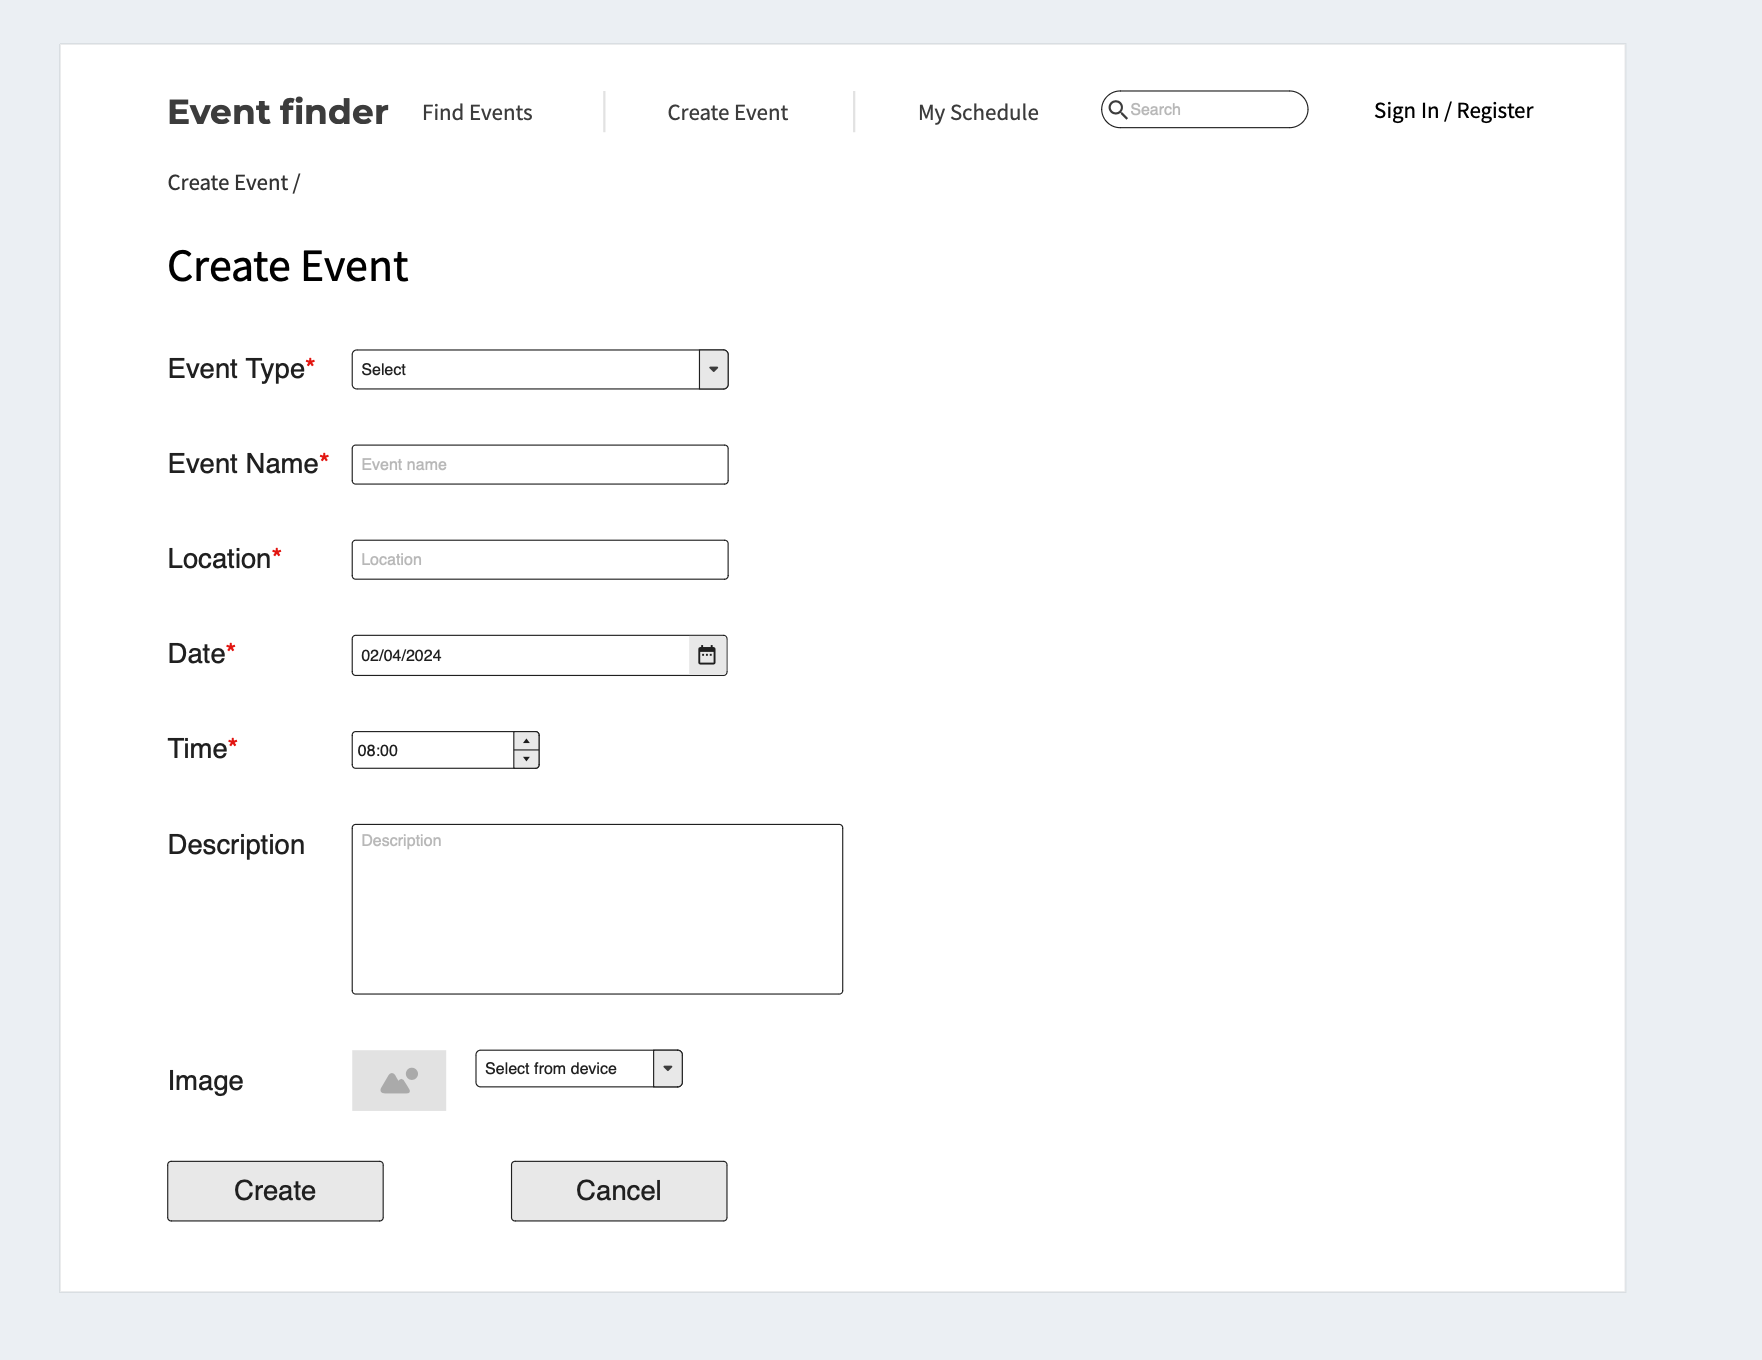 Event finder Find Events Create Event My Schedule Search Sign In / Register
Create Event /
Create Event
Event Type* Select
Event Name* Event name
Location* Location
Date* 02/04/2024
Time* 08:00
Description Description
Image Select from device
Create Cancel